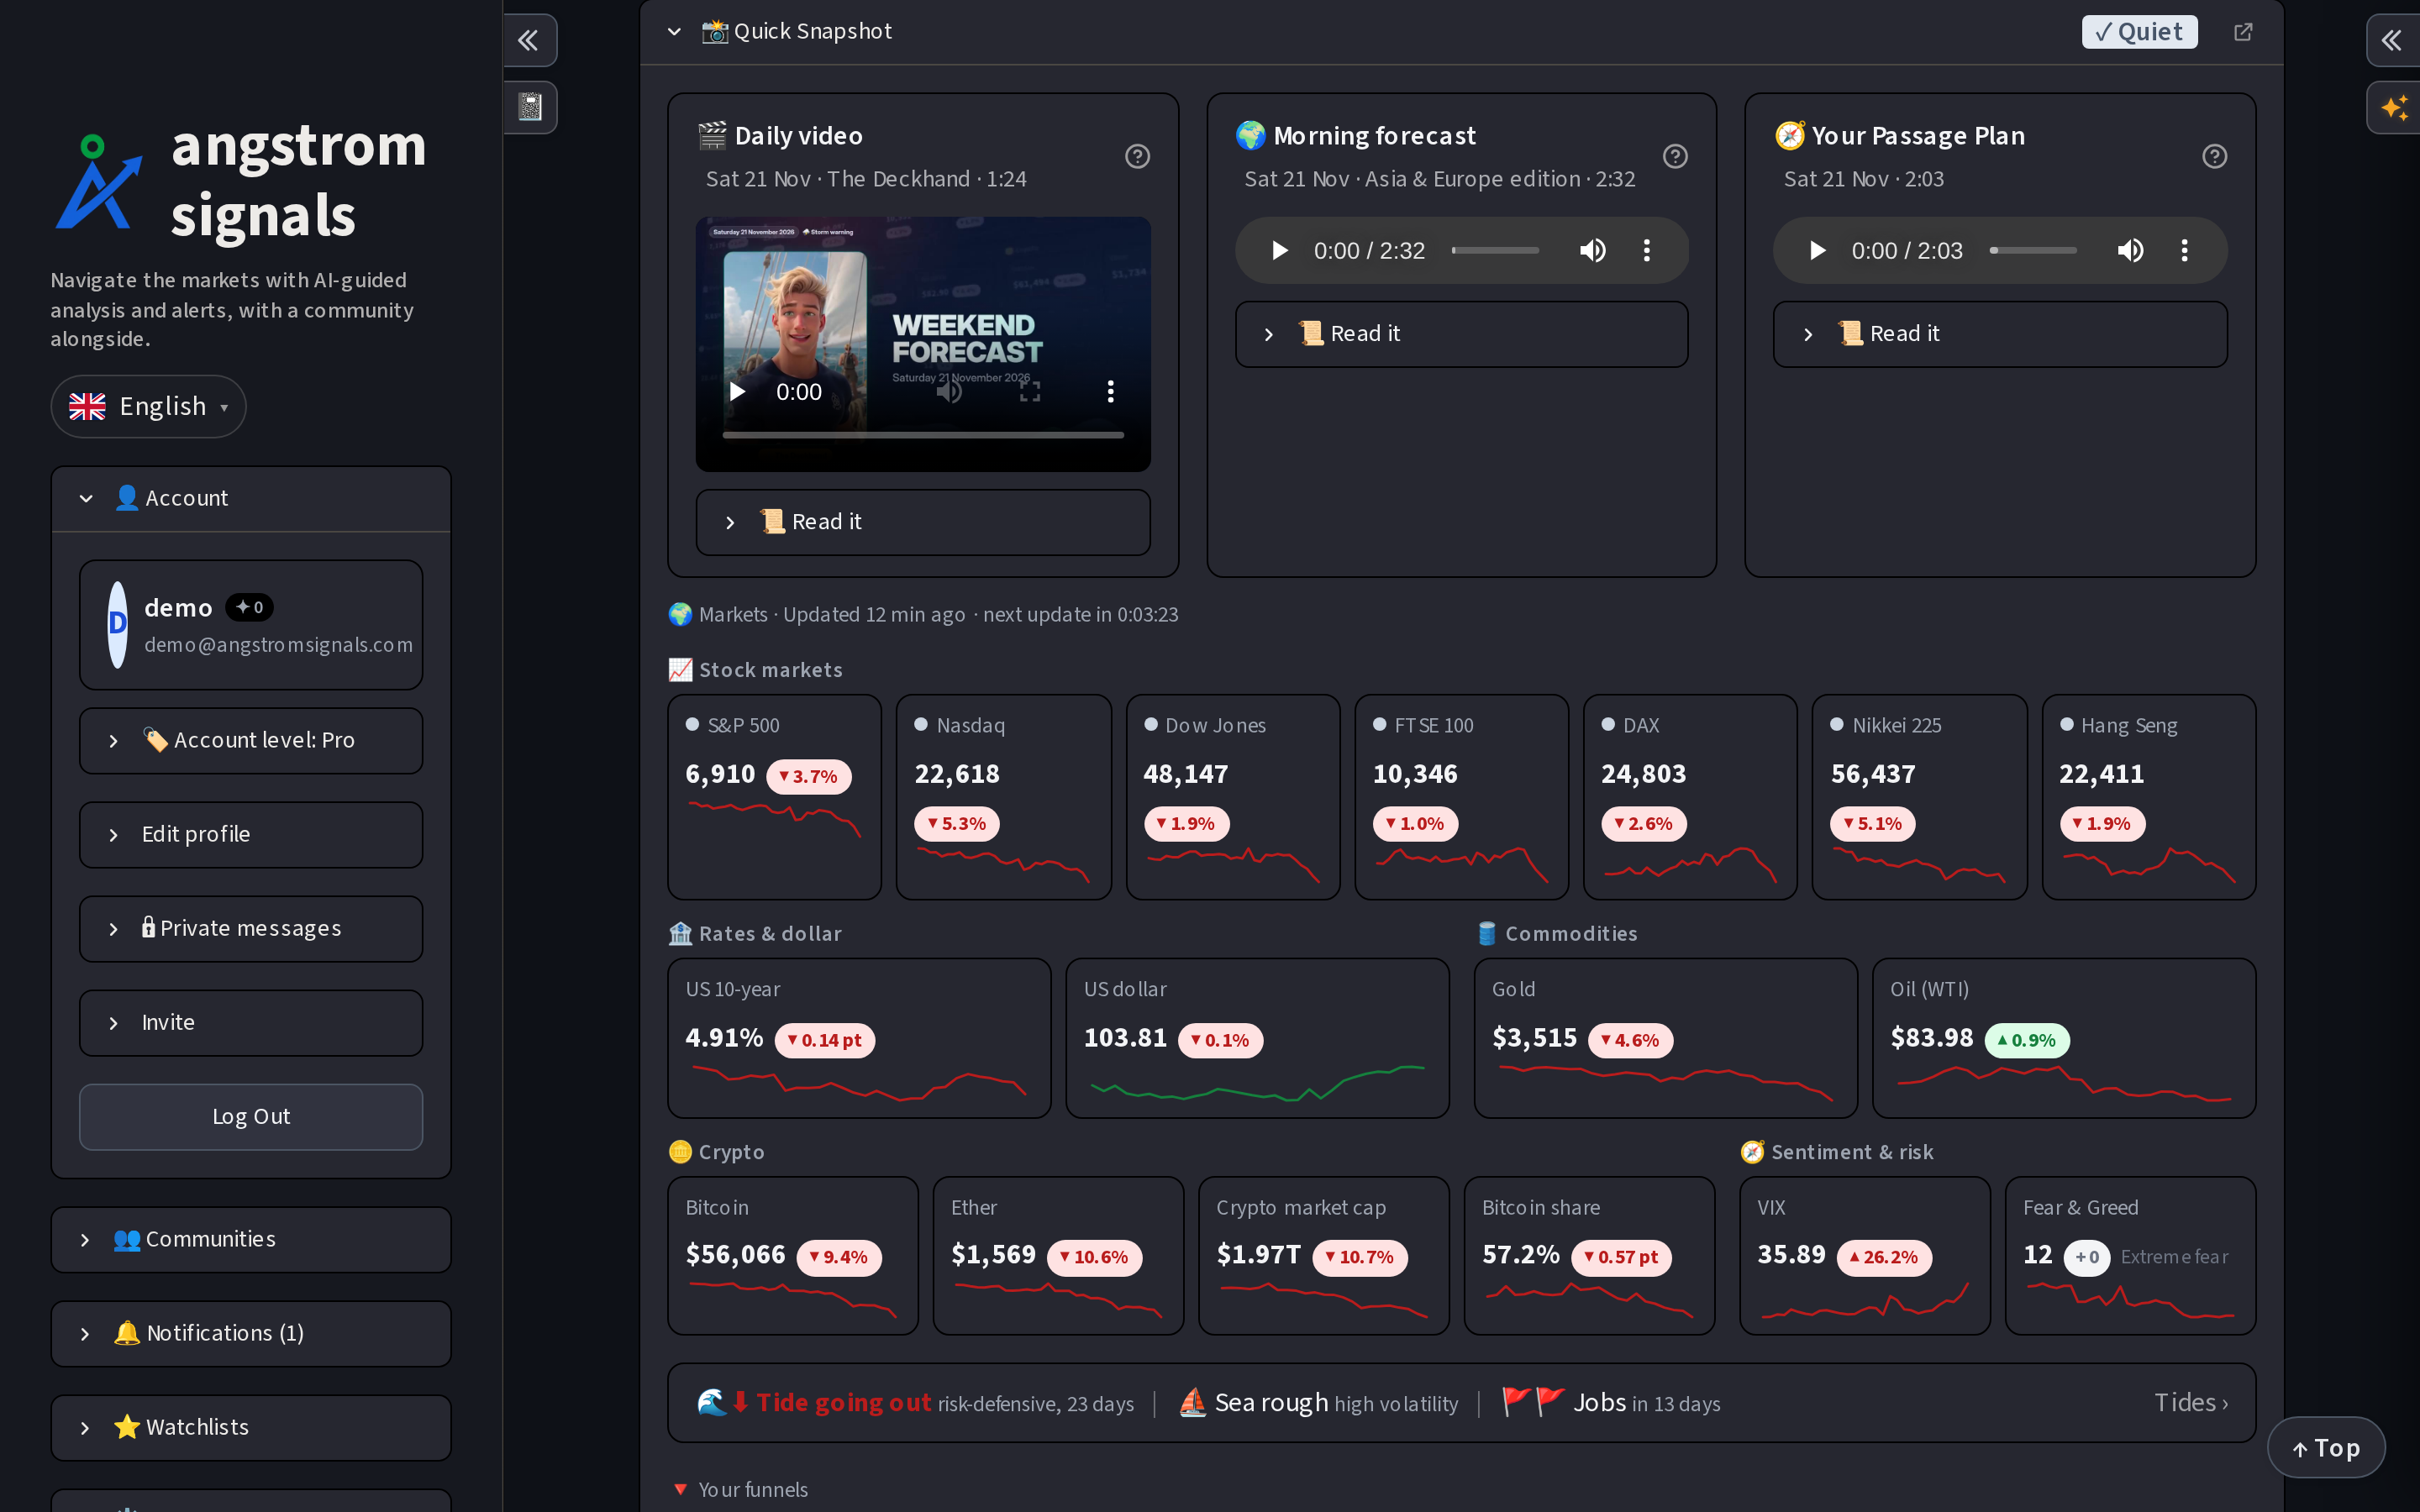 angstrom
signals
Navigate the markets with AI-guided
analysis and alerts, with a community
alongside.
English
Account
D
demo
0
demo@angstromsignals.com
Account level: Pro
Edit profile
Private messages
Invite
Log Out
Communities
Notifications (1)
Watchlists
Quick Snapshot
✓ Quiet
Daily video
Sat 21 Nov · The Deckhand · 1:24
Saturday 21 November 2026
Storm warning
WEEKEND
FORECAST
Saturday 21 November 2026
0:00
Read it
Morning forecast
Sat 21 Nov · Asia & Europe edition · 2:32
0:00 / 2:32
Read it
Your Passage Plan
Sat 21 Nov · 2:03
0:00 / 2:03
Read it
Markets · Updated 12 min ago · next update in 0:03:23
Stock markets
S&P 500
6,910 ▼ 3.7%
Nasdaq
22,618
▼ 5.3%
Dow Jones
48,147
▼ 1.9%
FTSE 100
10,346
▼ 1.0%
DAX
24,803
▼ 2.6%
Nikkei 225
56,437
▼ 5.1%
Hang Seng
22,411
▼ 1.9%
Rates & dollar
US 10-year
4.91% ▼ 0.14 pt
US dollar
103.81 ▼ 0.1%
Commodities
Gold
$3,515 ▼ 4.6%
Oil (WTI)
$83.98 ▲ 0.9%
Crypto
Bitcoin
$56,066 ▼ 9.4%
Ether
$1,569 ▼ 10.6%
Crypto market cap
$1.97T ▼ 10.7%
Bitcoin share
57.2% ▼ 0.57 pt
Sentiment & risk
VIX
35.89 ▲ 26.2%
Fear & Greed
12 +0 Extreme fear
Tide going out risk-defensive, 23 days
Sea rough high volatility
Jobs in 13 days
Tides ›
↑ Top
Your funnels